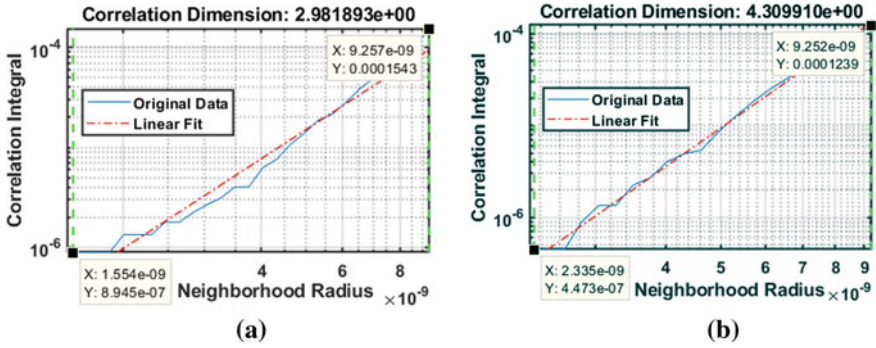 Correlation Dimension: 2.981893e+00
10^-4
X: 9.257e-09
Y: 0.0001543
Original Data
Linear Fit
Correlation Integral
10^-6
X: 1.554e-09
Y: 8.945e-07
4 6 8
Neighborhood Radius
×10^-9
(a)
Correlation Dimension: 4.309910e+00
10^-4
X: 9.252e-09
Y: 0.0001239
Original Data
Linear Fit
Correlation Integral
10^-5
10^-6
X: 2.335e-09
Y: 4.473e-07
4 5 6 7 8 9
Neighborhood Radius
×10^-9
(b)